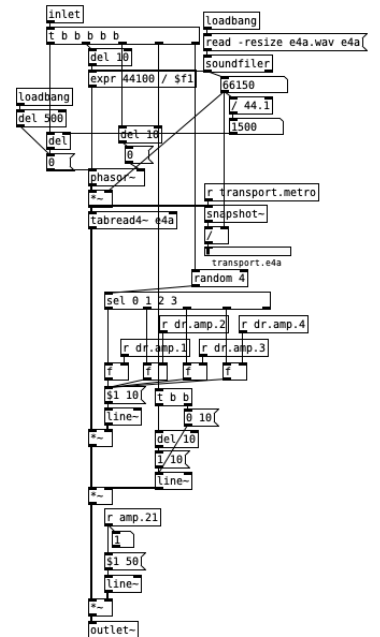 inlet
loadbang
t b b b b b
read -resize e4a.wav e4a
del 10
soundfiler
expr 44100 / $f1
66150
loadbang
/ 44.1
del 500
1500
del
del 10
0
0
phasor~
*~
r transport.metro
snapshot~
tabread4~ e4a
/
transport.e4a
random 4
sel 0 1 2 3
r dr.amp.2
r dr.amp.4
r dr.amp.1
r dr.amp.3
f
f
f
f
$1 10
t b b
line~
0 10
*~
del 10
1 10
line~
*~
r amp.21
1
$1 50
line~
*~
outlet~